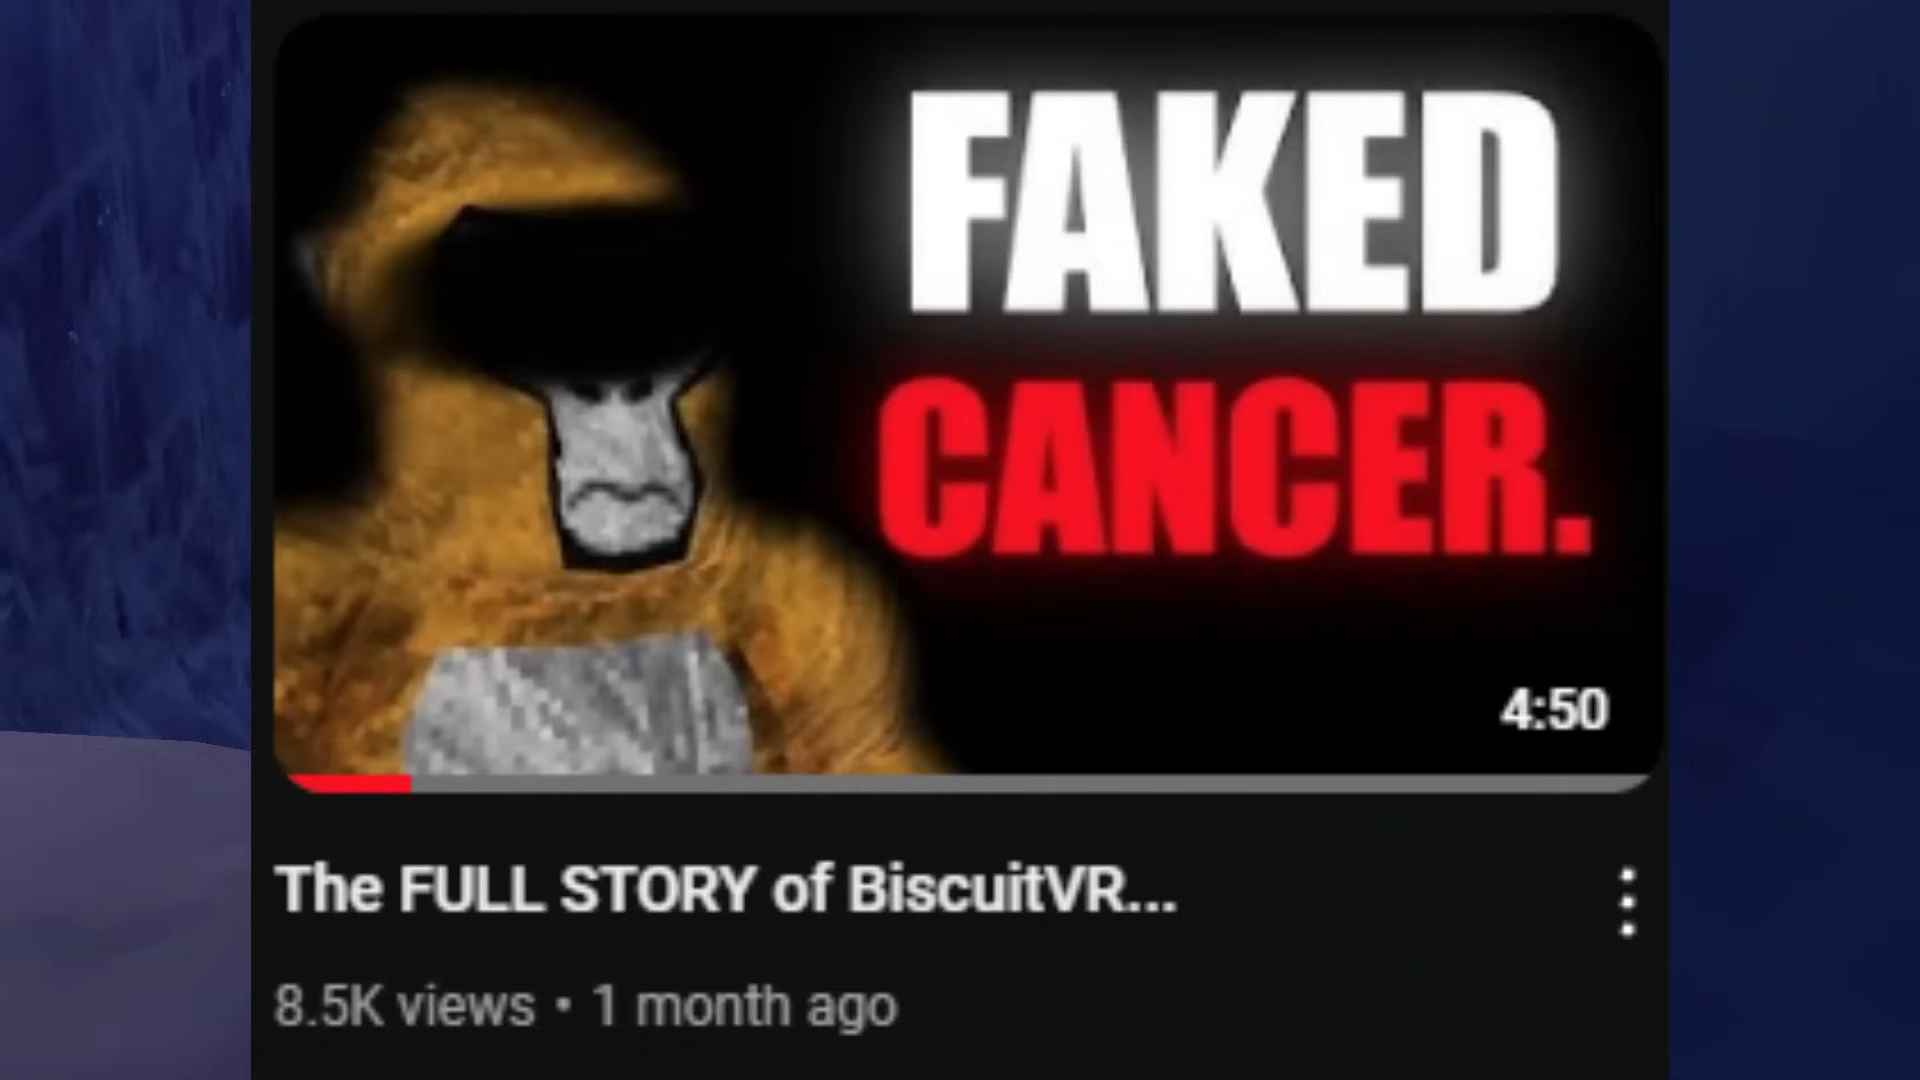 FAKED
CANCER.
4:50
The FULL STORY of BiscuitVR...
8.5K views • 1 month ago